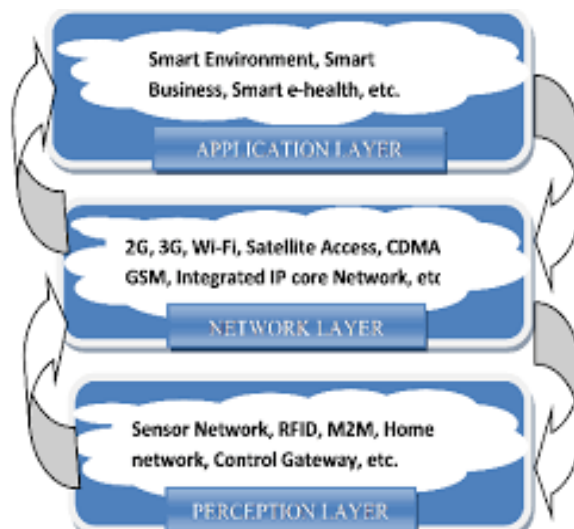 Smart Environment, Smart
Business, Smart e-health, etc.
APPLICATION LAYER
2G, 3G, Wi-Fi, Satellite Access, CDMA
GSM, Integrated IP core Network, etc
NETWORK LAYER
Sensor Network, RFID, M2M, Home
network, Control Gateway, etc.
PERCEPTION LAYER